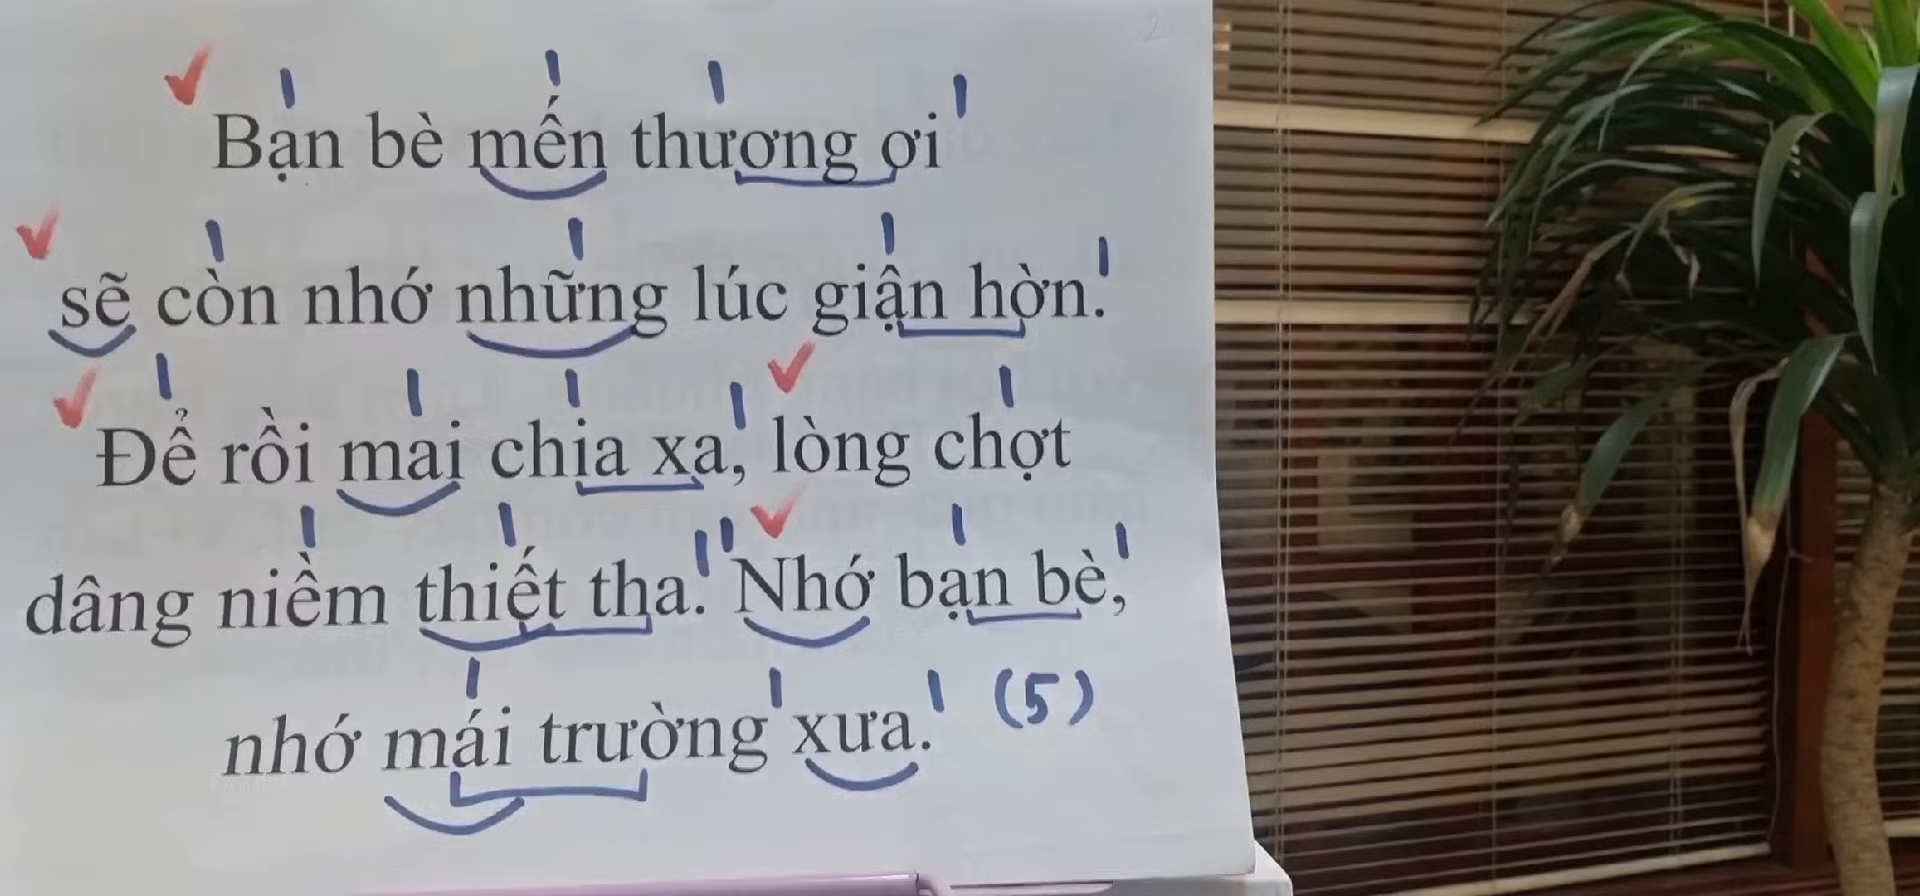 Bạn bè mến thương ơi
sẽ còn nhớ những lúc giận hờn.
Để rồi mai chia xa, lòng chợt
dâng niềm thiết tha. Nhớ bạn bè,
nhớ mái trường xưa. (5)